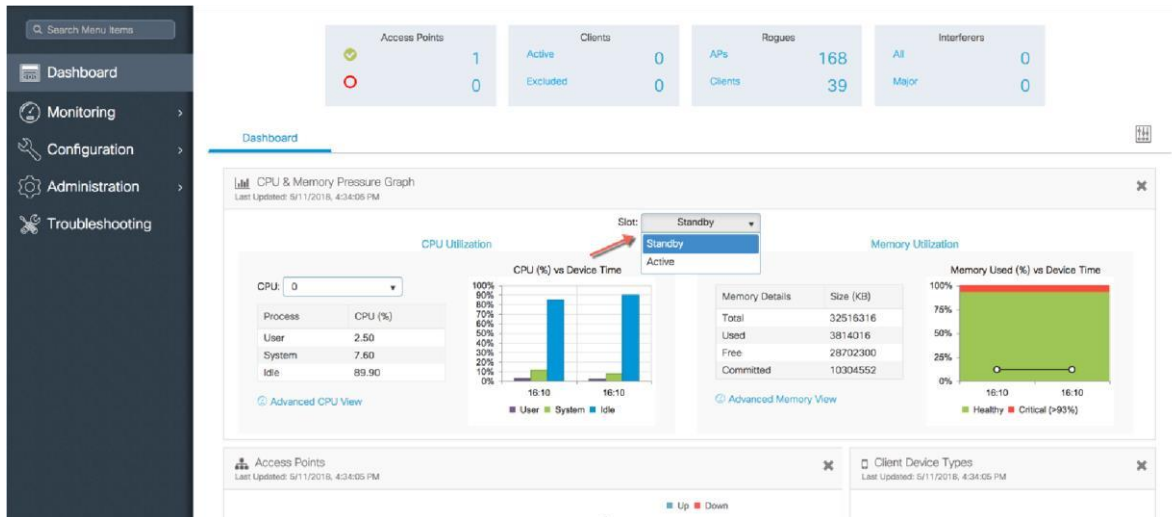 Search Menu Items
Dashboard
Monitoring
Configuration
Administration
Troubleshooting
Access Points
1
0
Clients
Active 0
Excluded 0
Rogues
APs 168
Clients 39
Interferers
All 0
Major 0
Dashboard
CPU & Memory Pressure Graph
Last Updated: 5/11/2018, 4:34:05 PM
Slot: Standby
Standby
Active
CPU Utilization
CPU: 0
Process CPU (%)
User 2.50
System 7.60
Idle 89.90
Advanced CPU View
CPU (%) vs Device Time
100%
90%
80%
70%
60%
50%
40%
30%
20%
10%
0%
16:10 16:10
User System Idle
Memory Utilization
Memory Details Size (KB)
Total 32516316
Used 3814016
Free 28702300
Committed 10304552
Advanced Memory View
Memory Used (%) vs Device Time
100%
75%
50%
25%
0%
16:10 16:10
Healthy Critical (>93%)
Access Points
Last Updated: 5/11/2018, 4:34:05 PM
Up Down
Client Device Types
Last Updated: 5/11/2018, 4:34:05 PM